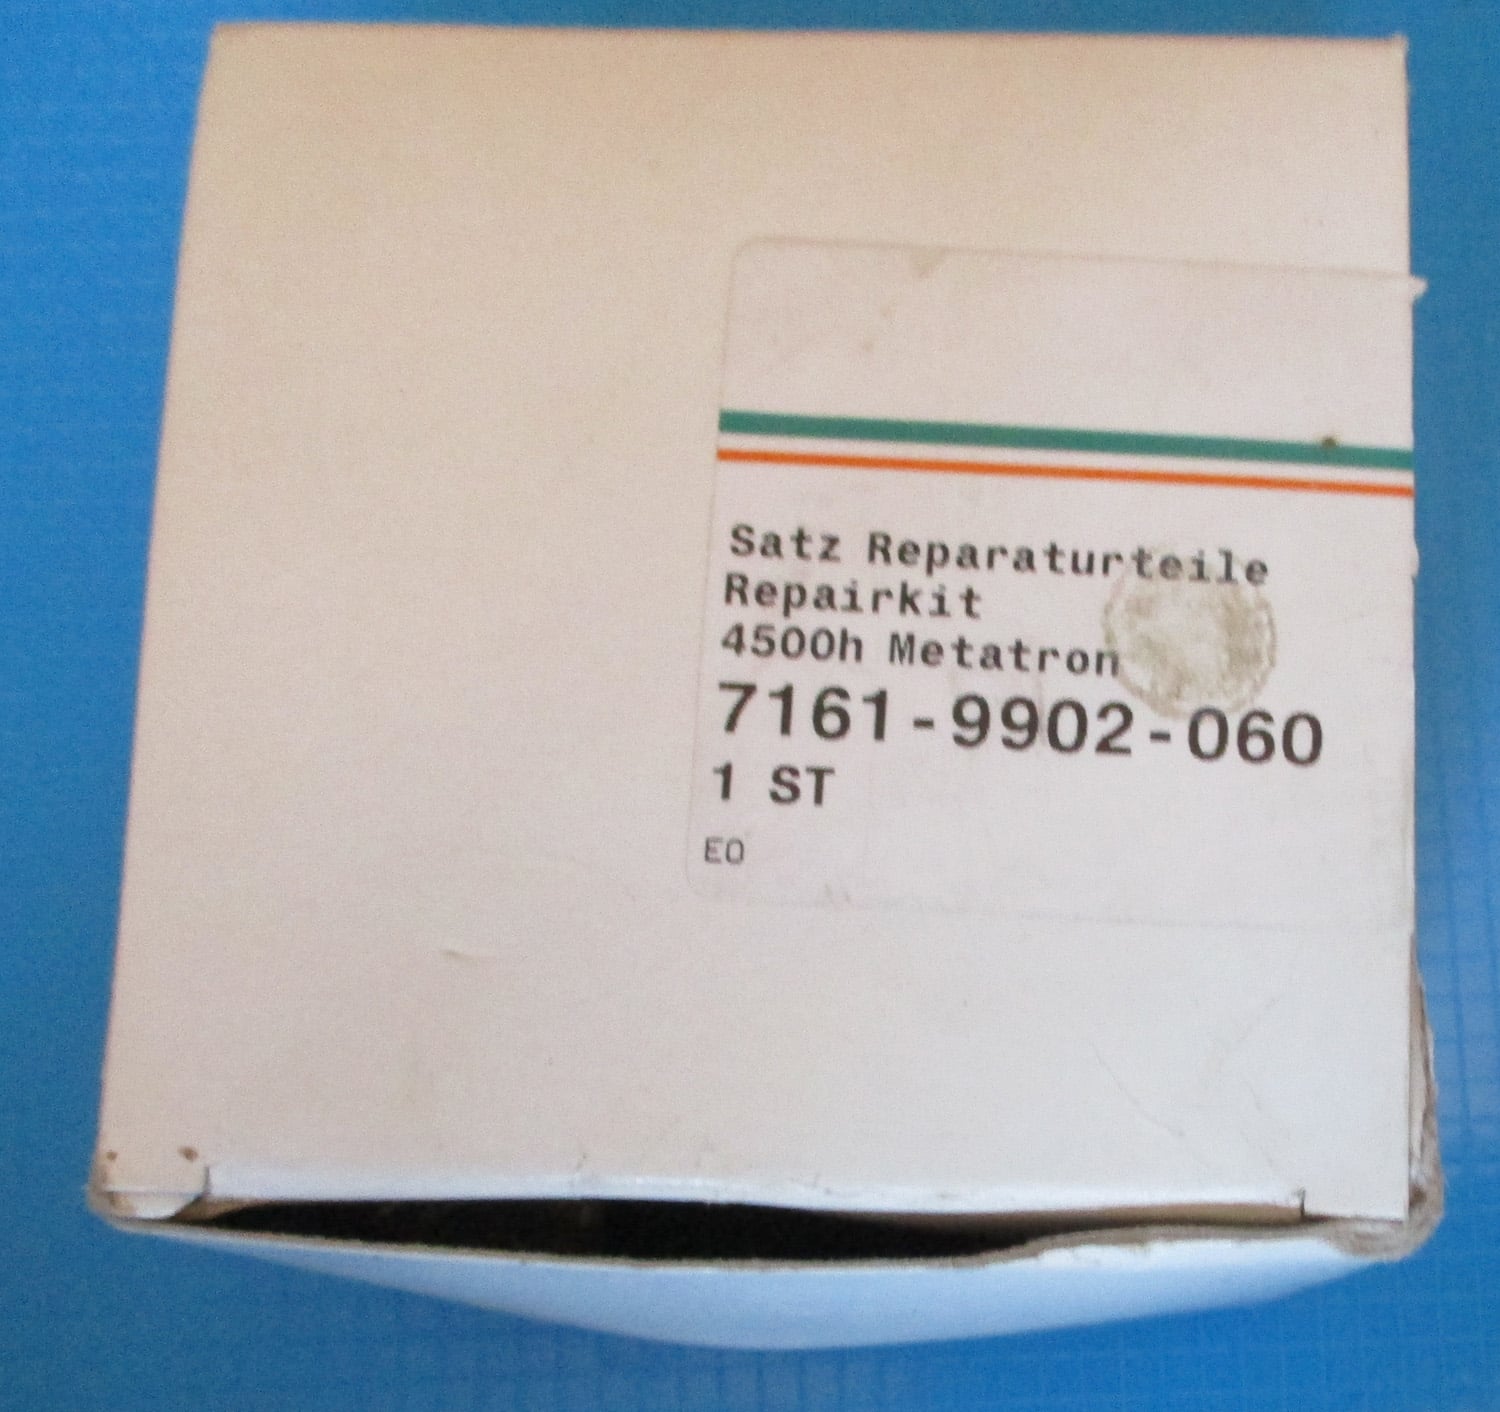 Satz Reparaturteile
Repairkit
4500h Metatron
7161-9902-060
1 ST
EO